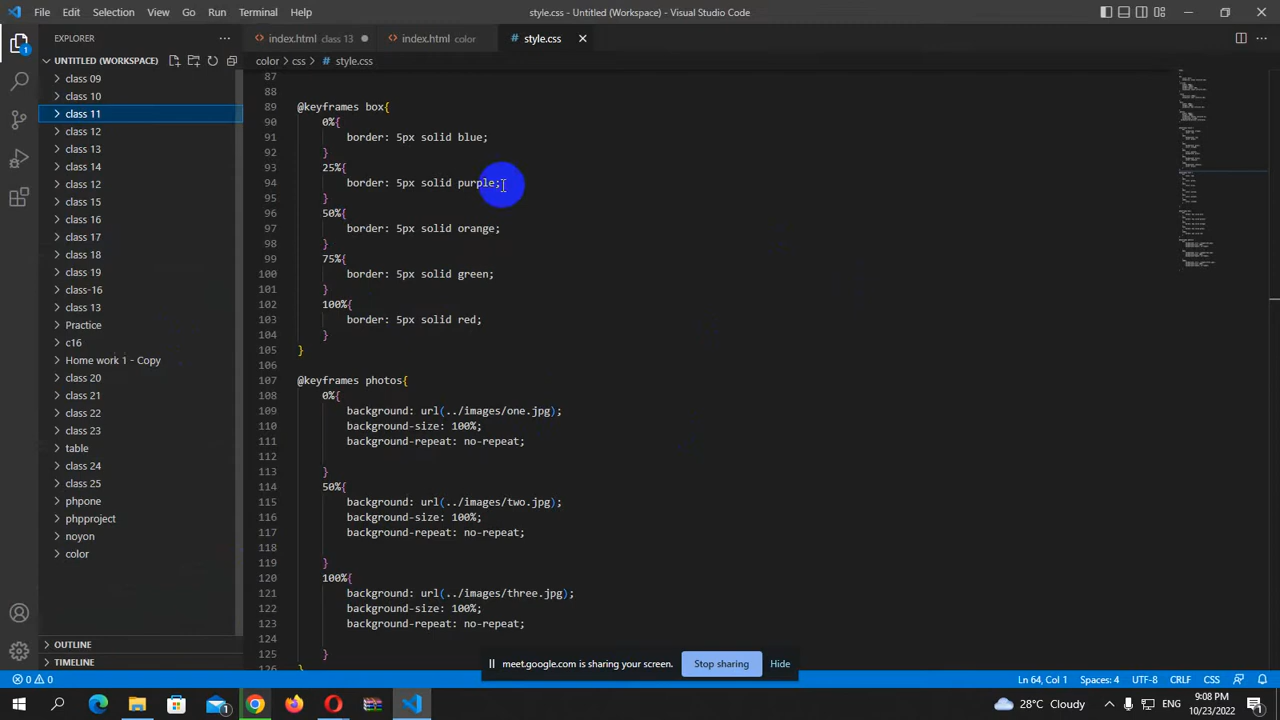 File Edit Selection View Go Run Terminal Help
style.css - Untitled (Workspace) - Visual Studio Code
EXPLORER
index.html class 13
index.html color
style.css
UNTITLED (WORKSPACE)
color > css > # style.css
class 09
class 10
class 11
class 12
class 13
class 14
class 12
class 15
class 16
class 17
class 18
class 19
class-16
class 13
Practice
c16
Home work 1 - Copy
class 20
class 21
class 22
class 23
table
class 24
class 25
phpone
phpproject
noyon
color
OUTLINE
TIMELINE
87
88
89 @keyframes box{
90 0%{
91 border: 5px solid blue;
92 }
93 25%{
94 border: 5px solid purple;
95 }
96 50%{
97 border: 5px solid orange;
98 }
99 75%{
100 border: 5px solid green;
101 }
102 100%{
103 border: 5px solid red;
104 }
105 }
106
107 @keyframes photos{
108 0%{
109 background: url(../images/one.jpg);
110 background-size: 100%;
111 background-repeat: no-repeat;
112
113 }
114 50%{
115 background: url(../images/two.jpg);
116 background-size: 100%;
117 background-repeat: no-repeat;
118
119 }
120 100%{
121 background: url(../images/three.jpg);
122 background-size: 100%;
123 background-repeat: no-repeat;
124
125 }
126 }
meet.google.com is sharing your screen. Stop sharing Hide
0 0 Ln 64, Col 1 Spaces: 4 UTF-8 CRLF CSS
28°C Cloudy ENG 9:08 PM
10/23/2022